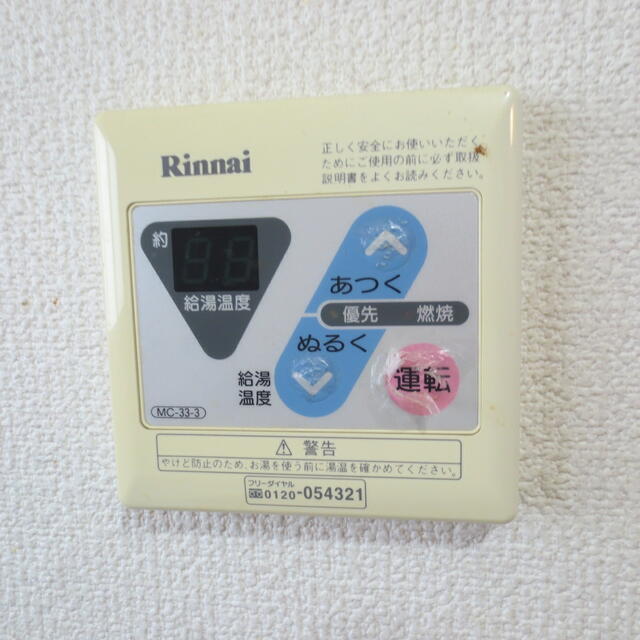 Rinnai
正しく安全にお使いいただく
ためにご使用の前に必ず取扱
説明書をよくお読みください。
約
給湯温度
あつく
優先 燃焼
ぬるく
給湯
温度
運転
MC-33-3
⚠ 警告
やけど防止のため、お湯を使う前に湯温を確かめてください。
フリーダイヤル
0120-054321